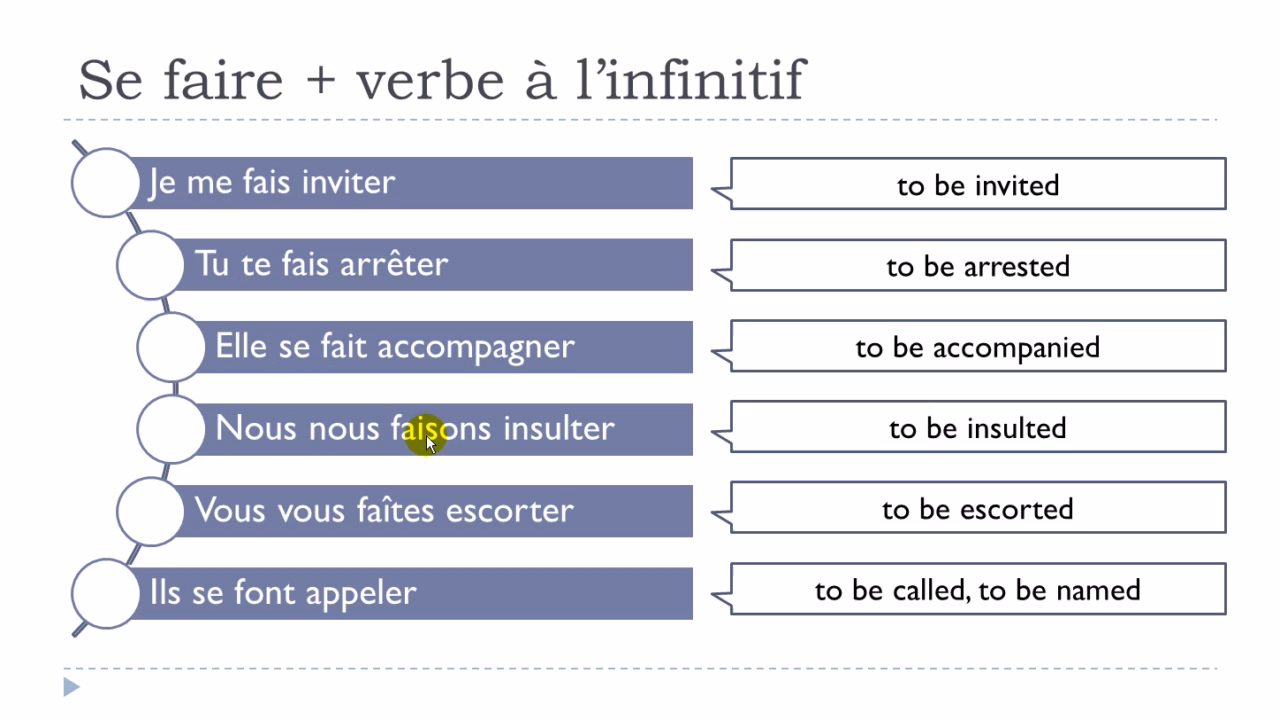 Se faire + verbe à l’infinitif
Je me fais inviter
to be invited
Tu te fais arrêter
to be arrested
Elle se fait accompagner
to be accompanied
Nous nous faisons insulter
to be insulted
Vous vous faîtes escorter
to be escorted
Ils se font appeler
to be called, to be named